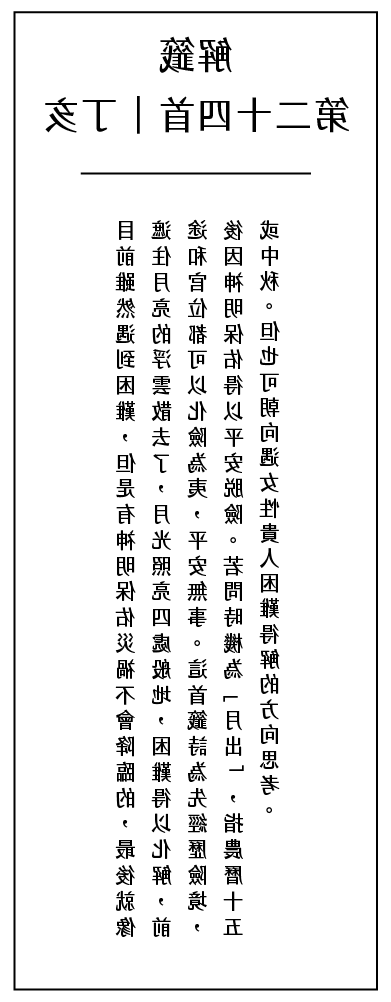 解籤
第二十四首｜丁亥
目前雖然遇到困難，但是有神明保佑災禍不會降臨的，最後就像
遮住月亮的浮雲散去了，月光照亮四處般地，困難得以化解，前
途和官位都可以化險為夷，平安無事。這首籤詩為先經歷險境，
後因神明保佑得以平安脫險。若問時機為「月出」，指農曆十五
或中秋。但也可朝向遇女性貴人困難得解的方向思考。